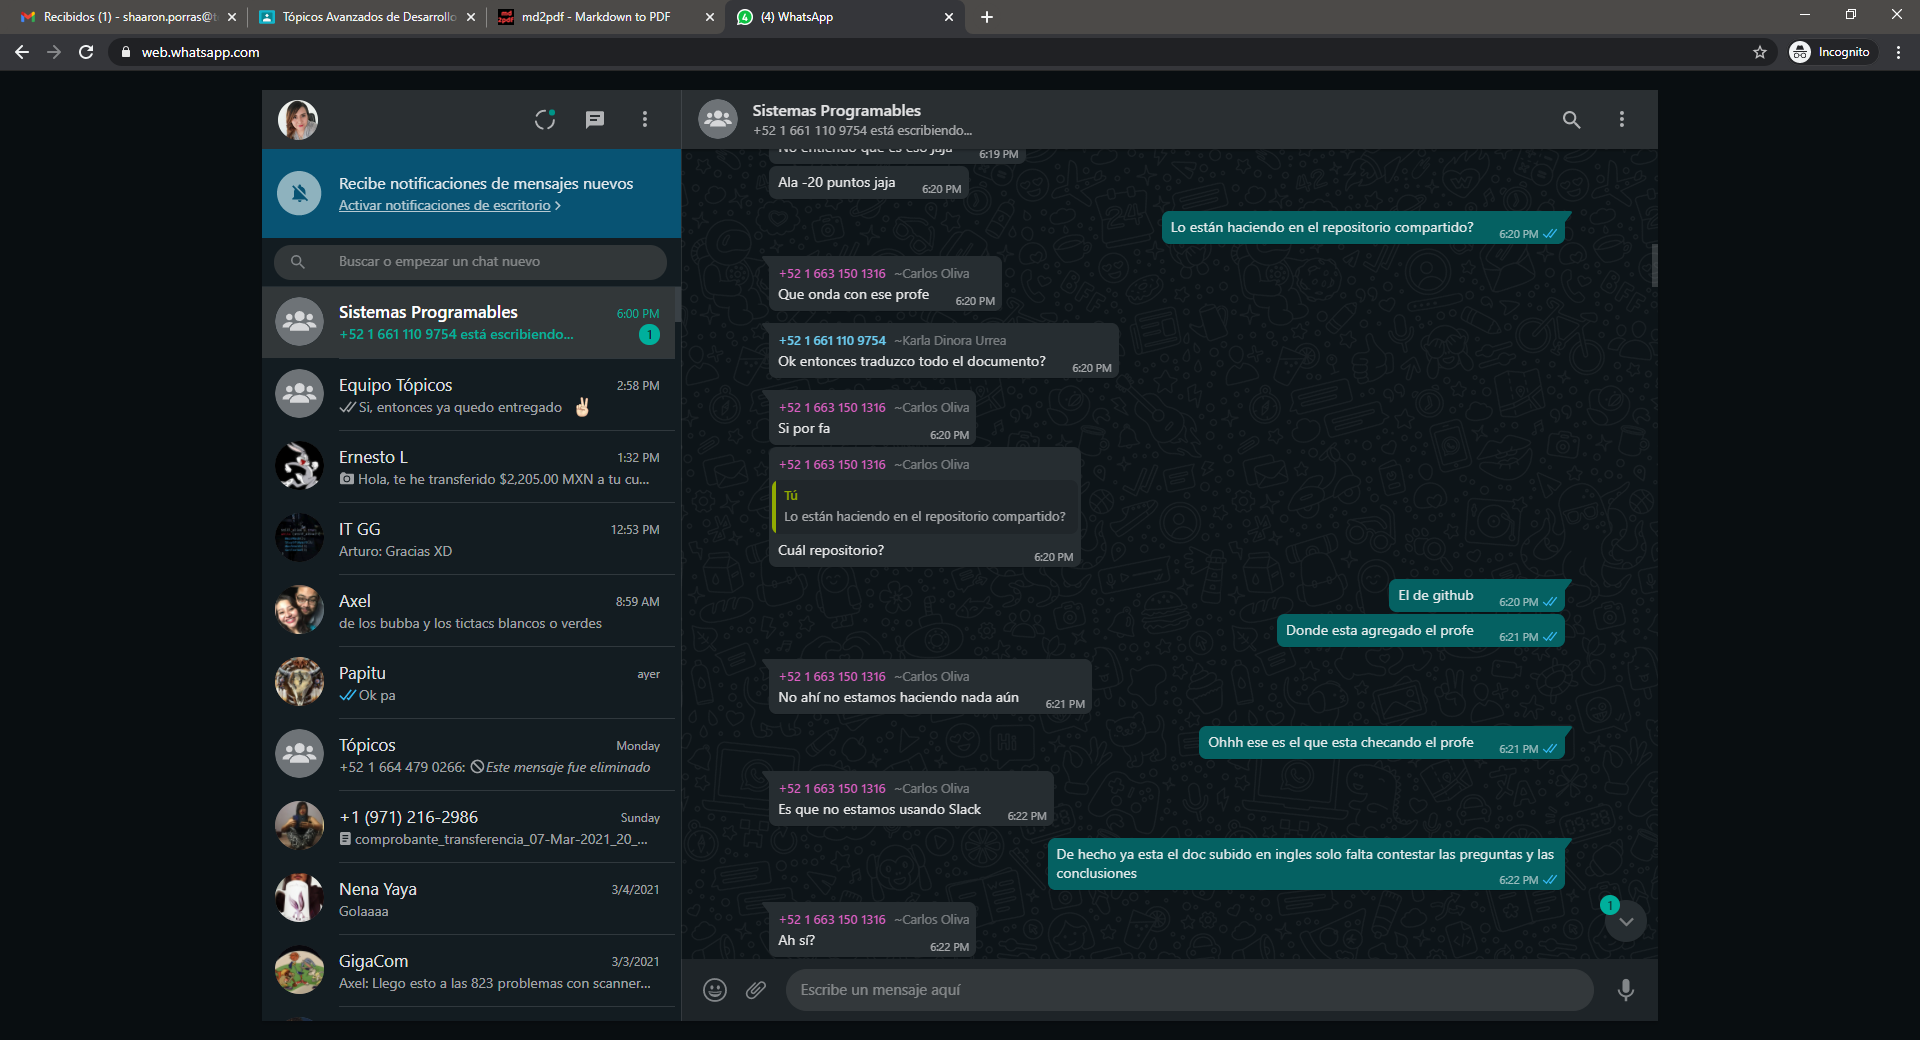 Recibidos (1) - shaaron.porras@t
Tópicos Avanzados de Desarrollo
md2pdf - Markdown to PDF
(4) WhatsApp
web.whatsapp.com
Incognito
Recibe notificaciones de mensajes nuevos
Activar notificaciones de escritorio >
Buscar o empezar un chat nuevo
Sistemas Programables
6:00 PM
+52 1 661 110 9754 está escribiendo...
1
Equipo Tópicos
2:58 PM
Si, entonces ya quedo entregado ✌🏻
Ernesto L
1:32 PM
Hola, te he transferido $2,205.00 MXN a tu cu...
IT GG
12:53 PM
Arturo: Gracias XD
Axel
8:59 AM
de los bubba y los tictacs blancos o verdes
Papitu
ayer
Ok pa
Tópicos
Monday
+52 1 664 479 0266: Este mensaje fue eliminado
+1 (971) 216-2986
Sunday
comprobante_transferencia_07-Mar-2021_20_...
Nena Yaya
3/4/2021
Golaaaa
GigaCom
3/3/2021
Axel: Llego esto a las 823 problemas con scanner...
Sistemas Programables
+52 1 661 110 9754 está escribiendo...
No entiendo que es eso jaja
6:19 PM
Ala -20 puntos jaja
6:20 PM
Lo están haciendo en el repositorio compartido?
6:20 PM
+52 1 663 150 1316 ~Carlos Oliva
Que onda con ese profe
6:20 PM
+52 1 661 110 9754 ~Karla Dinora Urrea
Ok entonces traduzco todo el documento?
6:20 PM
+52 1 663 150 1316 ~Carlos Oliva
Si por fa
6:20 PM
+52 1 663 150 1316 ~Carlos Oliva
Tú
Lo están haciendo en el repositorio compartido?
Cuál repositorio?
6:20 PM
El de github
6:20 PM
Donde esta agregado el profe
6:21 PM
+52 1 663 150 1316 ~Carlos Oliva
No ahí no estamos haciendo nada aún
6:21 PM
Ohhh ese es el que esta checando el profe
6:21 PM
+52 1 663 150 1316 ~Carlos Oliva
Es que no estamos usando Slack
6:22 PM
De hecho ya esta el doc subido en ingles solo falta contestar las preguntas y las
conclusiones
6:22 PM
+52 1 663 150 1316 ~Carlos Oliva
Ah sí?
6:22 PM
1
Escribe un mensaje aquí